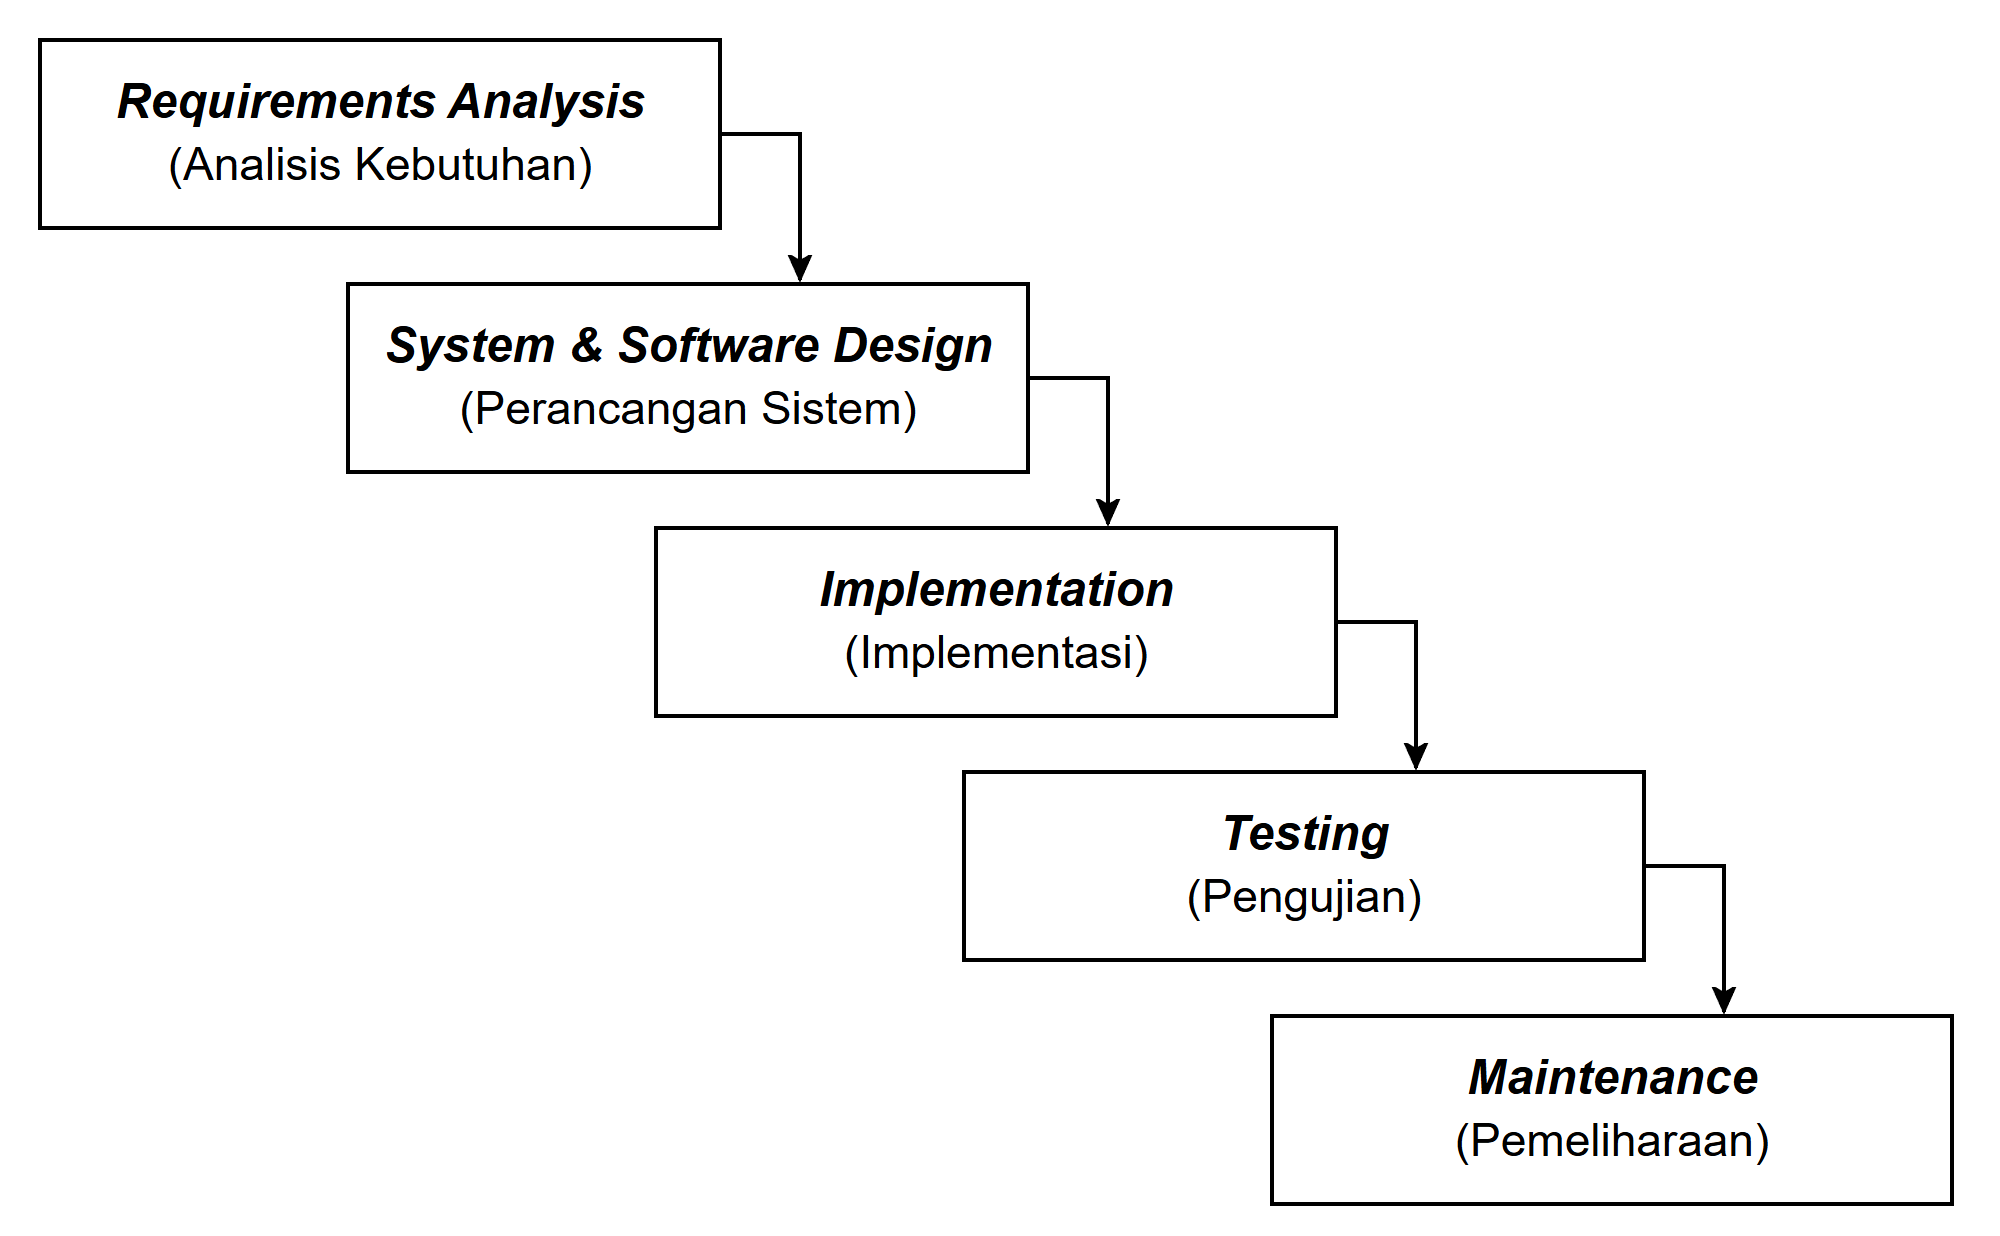 Requirements Analysis
(Analisis Kebutuhan)
System & Software Design
(Perancangan Sistem)
Implementation
(Implementasi)
Testing
(Pengujian)
Maintenance
(Pemeliharaan)